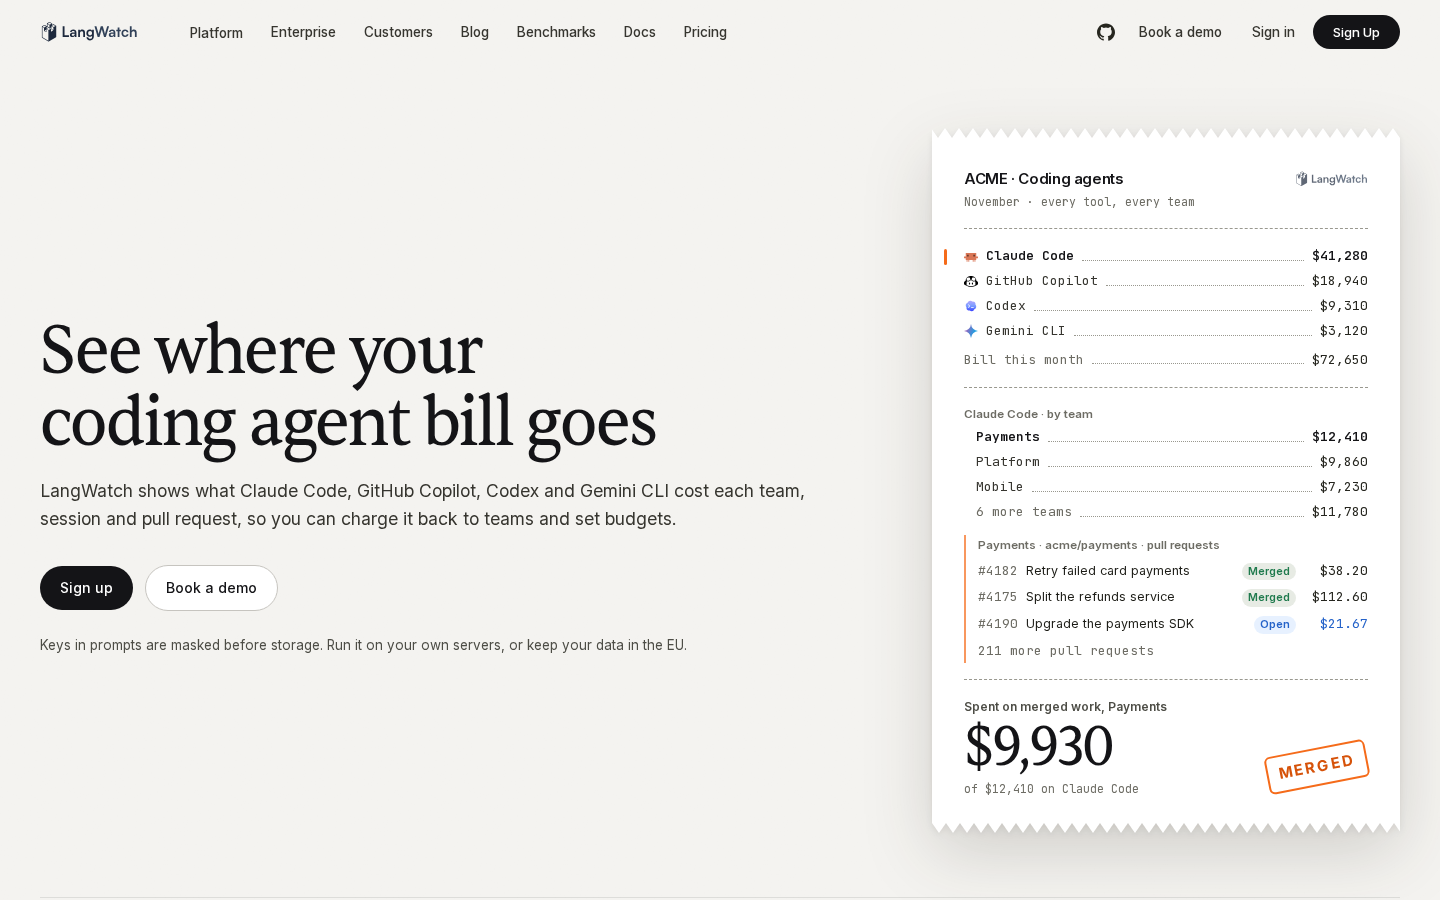 LangWatch Platform Enterprise Customers Blog Benchmarks Docs Pricing Book a demo Sign in Sign Up
See where your
coding agent bill goes
LangWatch shows what Claude Code, GitHub Copilot, Codex and Gemini CLI cost each team,
session and pull request, so you can charge it back to teams and set budgets.
Sign up Book a demo
Keys in prompts are masked before storage. Run it on your own servers, or keep your data in the EU.
ACME · Coding agents LangWatch
November · every tool, every team
Claude Code $41,280
GitHub Copilot $18,940
Codex $9,310
Gemini CLI $3,120
Bill this month $72,650
Claude Code · by team
Payments $12,410
Platform $9,860
Mobile $7,230
6 more teams $11,780
Payments · acme/payments · pull requests
#4182 Retry failed card payments Merged $38.20
#4175 Split the refunds service Merged $112.60
#4190 Upgrade the payments SDK Open $21.67
211 more pull requests
Spent on merged work, Payments
$9,930
MERGED
of $12,410 on Claude Code